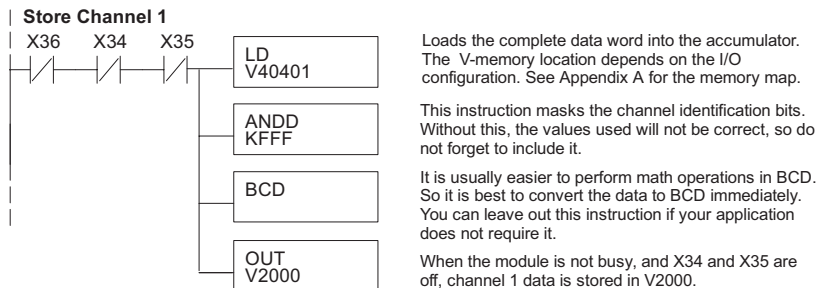 Store Channel 1
X36 X34 X35
LD
V40401
Loads the complete data word into the accumulator.
The V-memory location depends on the I/O
configuration. See Appendix A for the memory map.
ANDD
KFFF
This instruction masks the channel identification bits.
Without this, the values used will not be correct, so do
not forget to include it.
BCD
It is usually easier to perform math operations in BCD.
So it is best to convert the data to BCD immediately.
You can leave out this instruction if your application
does not require it.
OUT
V2000
When the module is not busy, and X34 and X35 are
off, channel 1 data is stored in V2000.